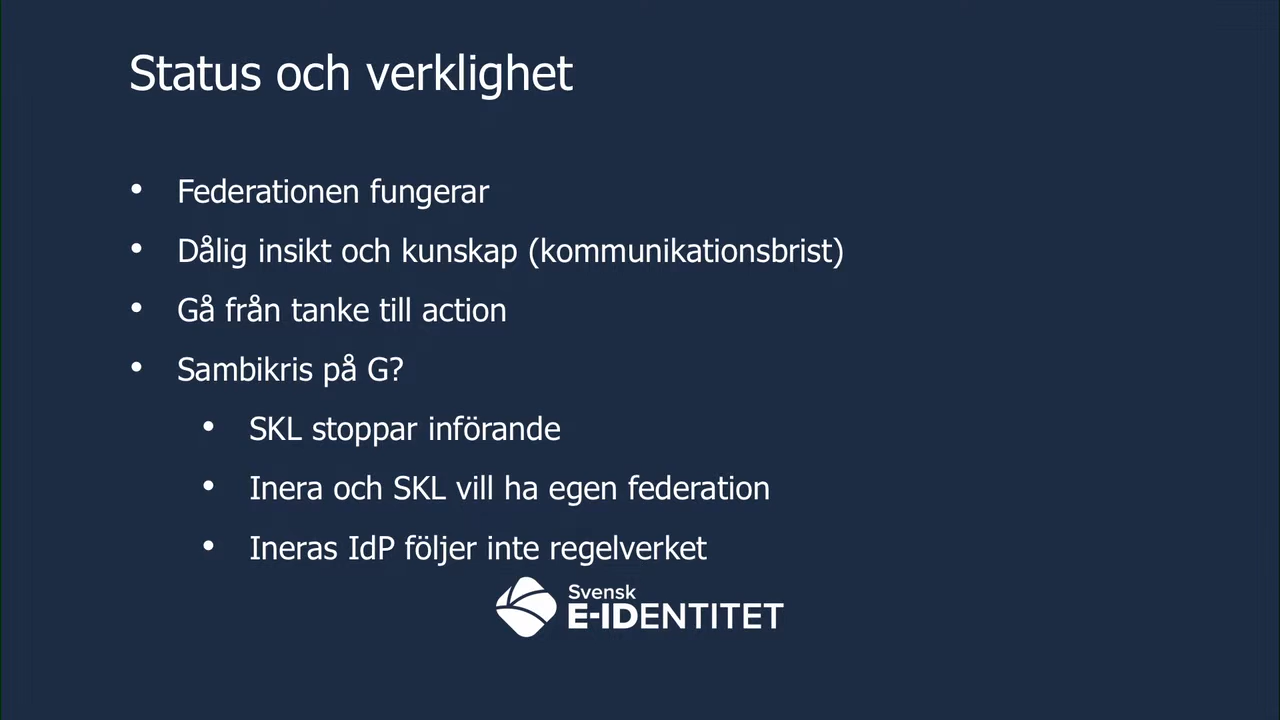 Status och verklighet
• Federationen fungerar
• Dålig insikt och kunskap (kommunikationsbrist)
• Gå från tanke till action
• Sambikris på G?
• SKL stoppar införande
• Inera och SKL vill ha egen federation
• Ineras IdP följer inte regelverket
Svensk
E-IDENTITET